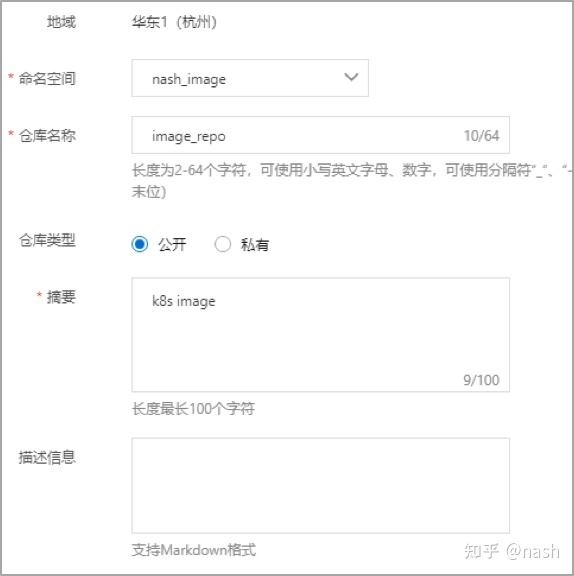 地域 华东1（杭州）
* 命名空间 nash_image
* 仓库名称 image_repo 10/64
长度为2-64个字符，可使用小写英文字母、数字，可使用分隔符"_"、"-
末位）
仓库类型 公开 私有
* 摘要 k8s image
9/100
长度最长100个字符
描述信息
支持Markdown格式
知乎 @nash